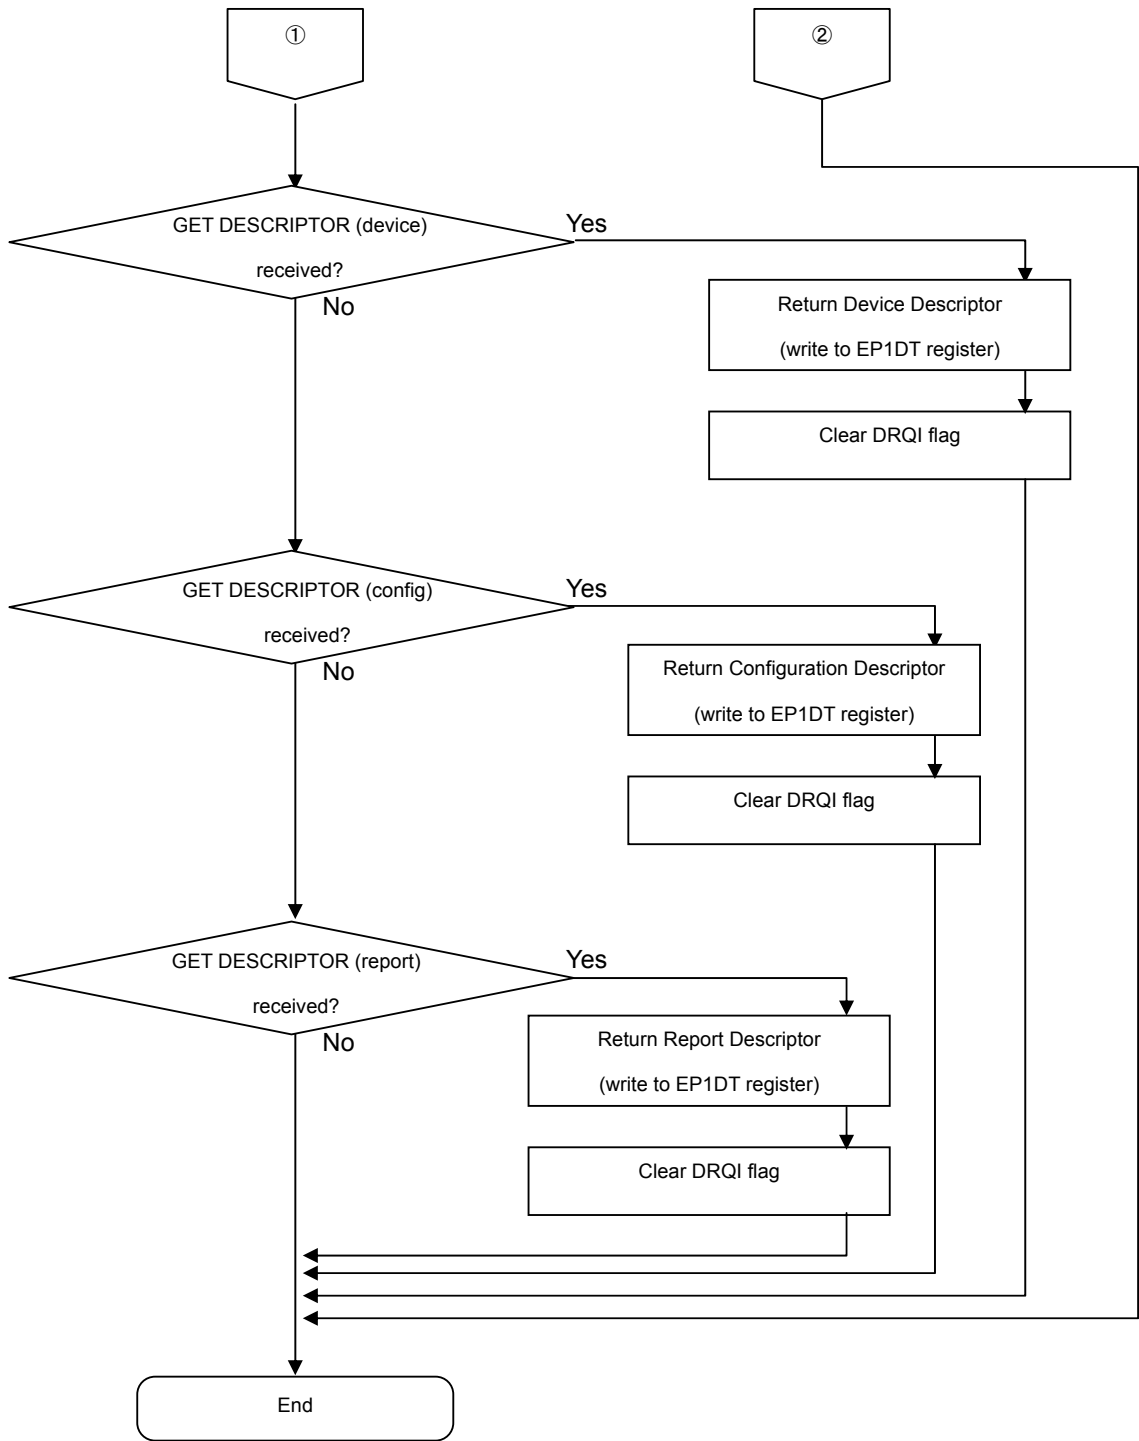 ①
②
GET DESCRIPTOR (device)
received?
Yes
No
Return Device Descriptor
(write to EP1DT register)
Clear DRQI flag
GET DESCRIPTOR (config)
received?
Yes
No
Return Configuration Descriptor
(write to EP1DT register)
Clear DRQI flag
GET DESCRIPTOR (report)
received?
Yes
No
Return Report Descriptor
(write to EP1DT register)
Clear DRQI flag
End